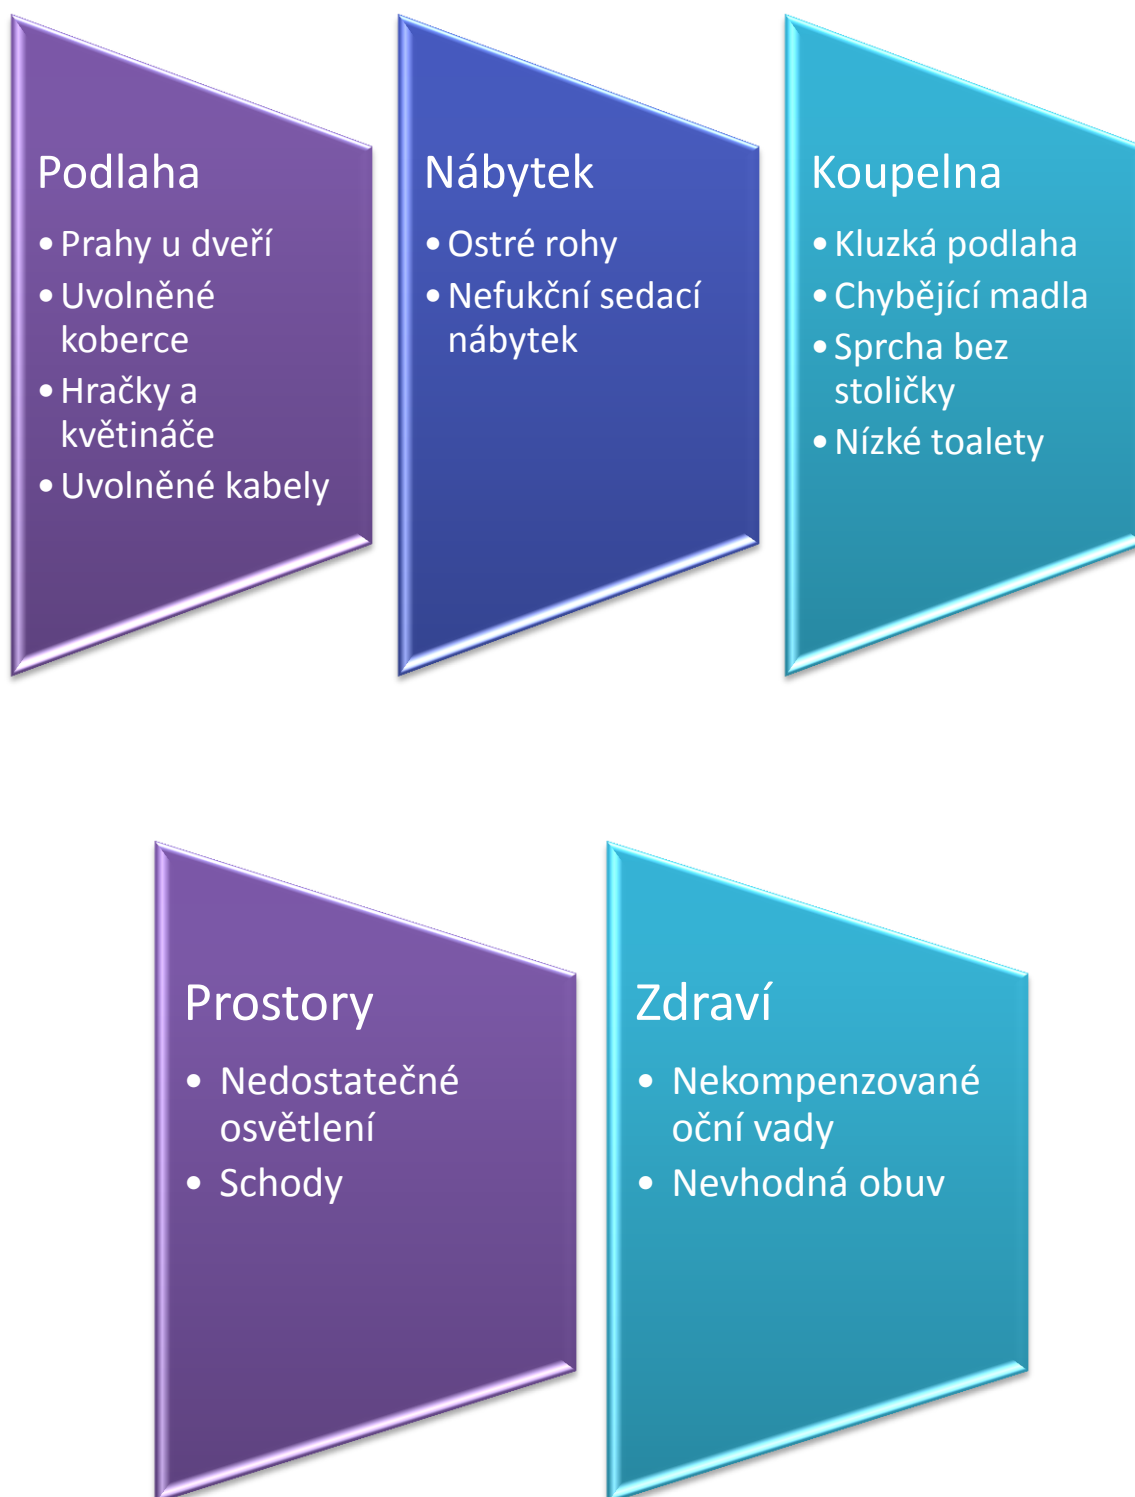 Podlaha
• Prahy u dveří
• Uvolněné
koberce
• Hračky a
květináče
• Uvolněné kabely
Nábytek
• Ostré rohy
• Nefukční sedací
nábytek
Koupelna
• Kluzká podlaha
• Chybějící madla
• Sprcha bez
stoličky
• Nízké toalety
Prostory
• Nedostatečné
osvětlení
• Schody
Zdraví
• Nekompenzované
oční vady
• Nevhodná obuv